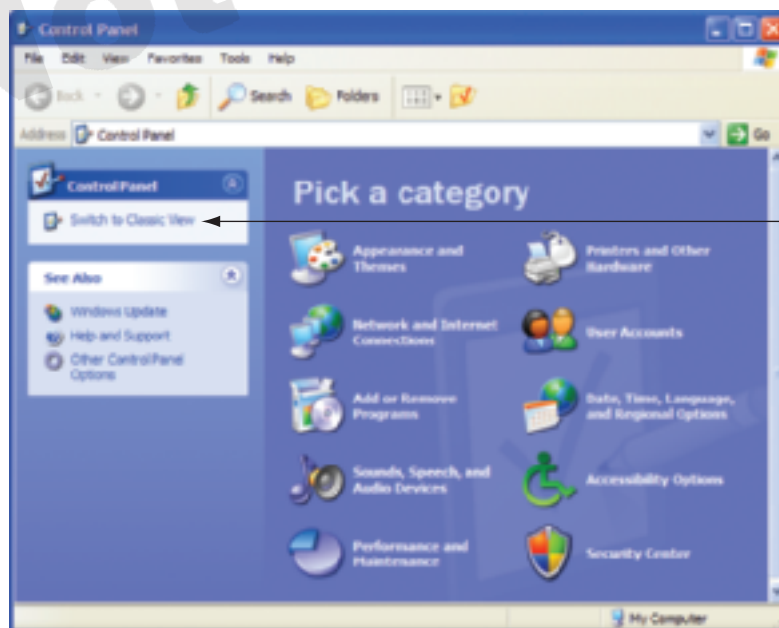 Control Panel
File Edit View Favorites Tools Help
Back Search Folders
Address Control Panel Go
Control Panel
Switch to Classic View
See Also
Windows Update
Help and Support
Other Control Panel
Options
Pick a category
Appearance and
Themes
Printers and Other
Hardware
Network and Internet
Connections
User Accounts
Add or Remove
Programs
Date, Time, Language,
and Regional Options
Sounds, Speech, and
Audio Devices
Accessibility Options
Performance and
Maintenance
Security Center
My Computer